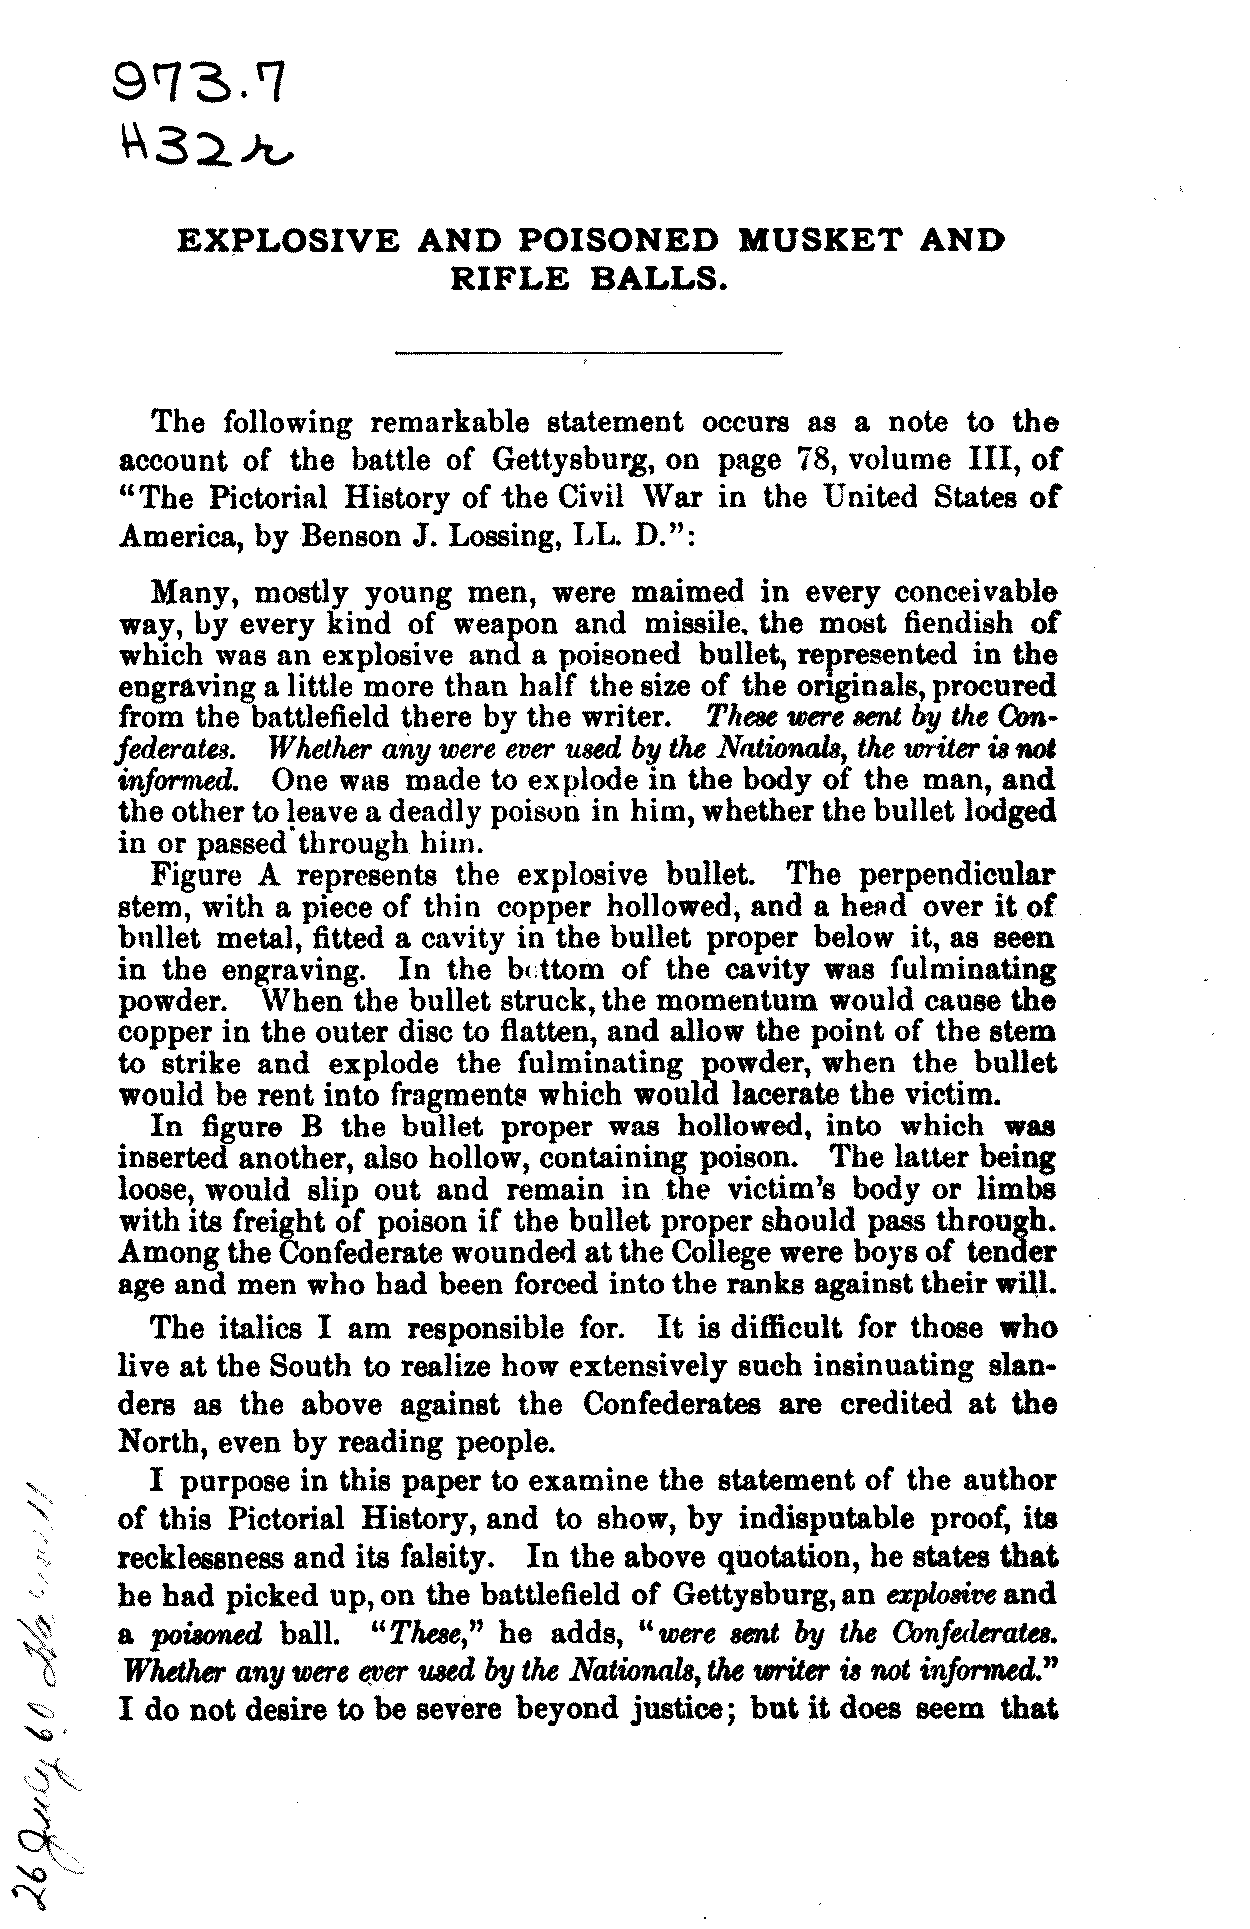 973.7
H32r
EXPLOSIVE AND POISONED MUSKET AND
RIFLE BALLS.
The following remarkable statement occurs as a note to the
account of the battle of Gettysburg, on page 78, volume III, of
“The Pictorial History of the Civil War in the United States of
America, by Benson J. Lossing, LL. D.”:
Many, mostly young men, were maimed in every conceivable
way, by every kind of weapon and missile, the most fiendish of
which was an explosive and a poisoned bullet, represented in the
engraving a little more than half the size of the originals, procured
from the battlefield there by the writer. These were sent by the Con-
federates. Whether any were ever used by the Nationals, the writer is not
informed. One was made to explode in the body of the man, and
the other to leave a deadly poison in him, whether the bullet lodged
in or passed through him.
Figure A represents the explosive bullet. The perpendicular
stem, with a piece of thin copper hollowed, and a head over it of
bullet metal, fitted a cavity in the bullet proper below it, as seen
in the engraving. In the bottom of the cavity was fulminating
powder. When the bullet struck, the momentum would cause the
copper in the outer disc to flatten, and allow the point of the stem
to strike and explode the fulminating powder, when the bullet
would be rent into fragments which would lacerate the victim.
In figure B the bullet proper was hollowed, into which was
inserted another, also hollow, containing poison. The latter being
loose, would slip out and remain in the victim’s body or limbs
with its freight of poison if the bullet proper should pass through.
Among the Confederate wounded at the College were boys of tender
age and men who had been forced into the ranks against their will.
The italics I am responsible for. It is difficult for those who
live at the South to realize how extensively such insinuating slan-
ders as the above against the Confederates are credited at the
North, even by reading people.
I purpose in this paper to examine the statement of the author
of this Pictorial History, and to show, by indisputable proof, its
recklessness and its falsity. In the above quotation, he states that
he had picked up, on the battlefield of Gettysburg, an explosive and
a poisoned ball. “These,” he adds, “were sent by the Confederates.
Whether any were ever used by the Nationals, the writer is not informed.”
I do not desire to be severe beyond justice; but it does seem that
26 July 60